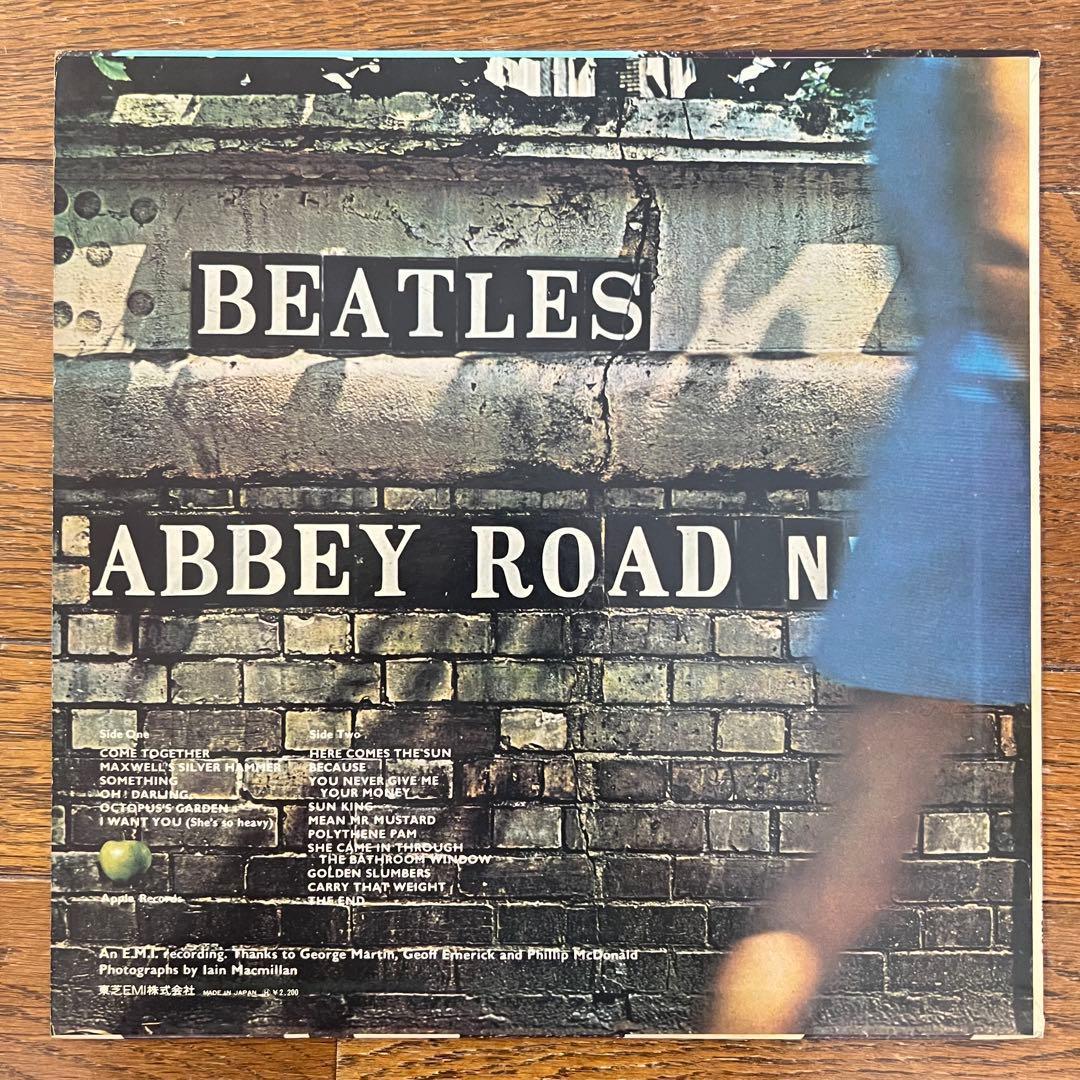 BEATLES
ABBEY ROAD N
Side One
COME TOGETHER
MAXWELL'S SILVER HAMMER
SOMETHING
OH! DARLING
OCTOPUS'S GARDEN
I WANT YOU (She's so heavy)
Apple Records
Side Two
HERE COMES THE SUN
BECAUSE
YOU NEVER GIVE ME
YOUR MONEY
SUN KING
MEAN MR MUSTARD
POLYTHENE PAM
SHE CAME IN THROUGH
THE BATHROOM WINDOW
GOLDEN SLUMBERS
CARRY THAT WEIGHT
THE END
An E.M.I. recording. Thanks to George Martin, Geoff Emerick and Phillip McDonald
Photographs by Iain Macmillan
東芝EMI株式会社 MADE IN JAPAN H ¥2,200